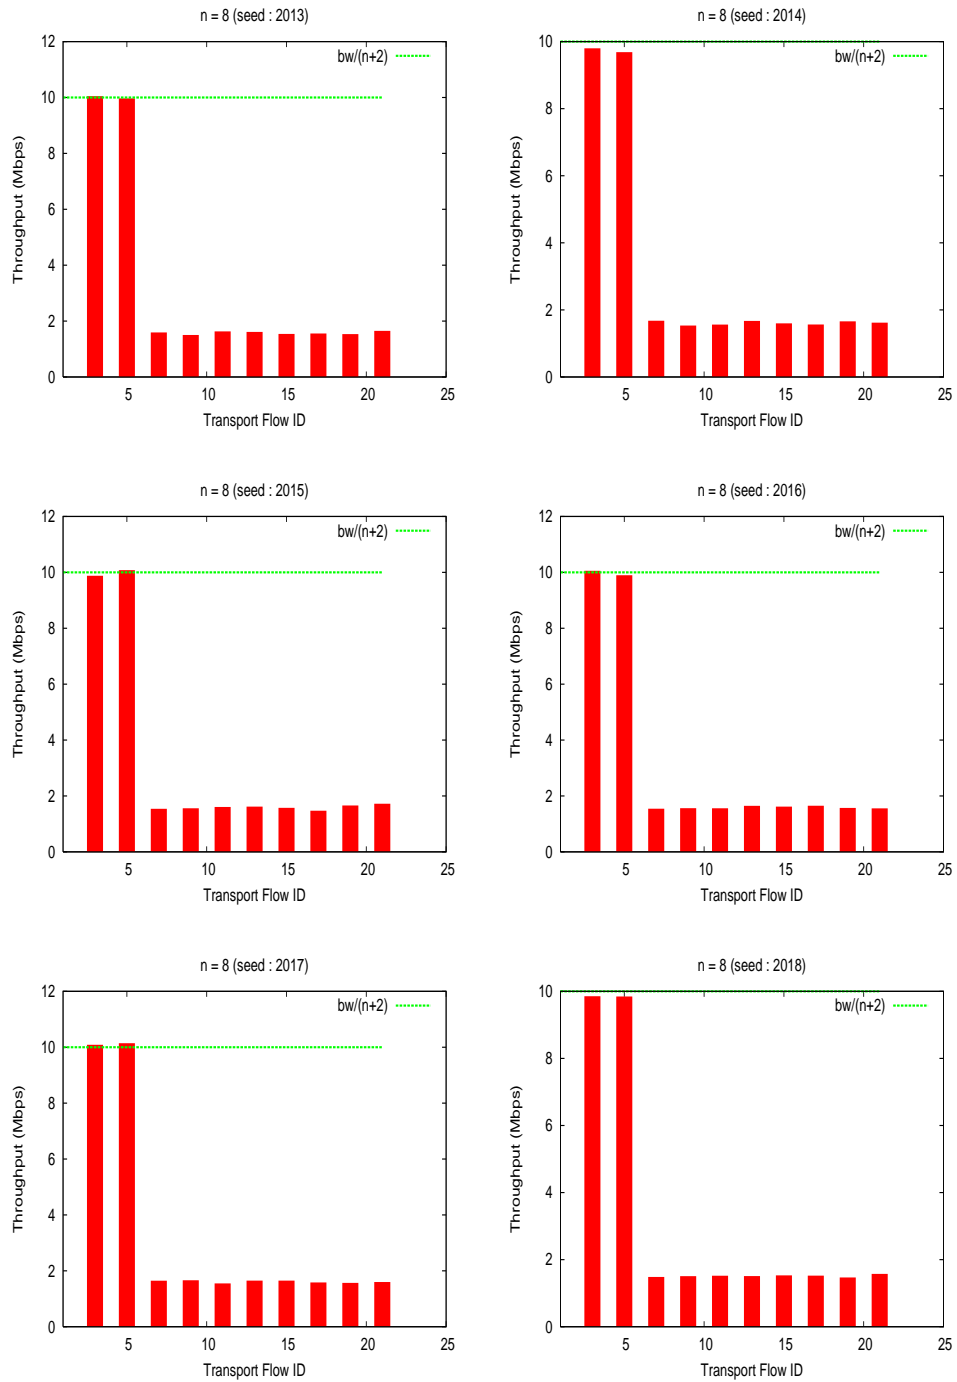 n = 8 (seed : 2013)
12
10
8
6
4
2
0
5
10
15
20
25
Throughput (Mbps)
Transport Flow ID
bw/(n+2)
n = 8 (seed : 2014)
10
8
6
4
2
0
5
10
15
20
25
Throughput (Mbps)
Transport Flow ID
bw/(n+2)
n = 8 (seed : 2015)
12
10
8
6
4
2
0
5
10
15
20
25
Throughput (Mbps)
Transport Flow ID
bw/(n+2)
n = 8 (seed : 2016)
12
10
8
6
4
2
0
5
10
15
20
25
Throughput (Mbps)
Transport Flow ID
bw/(n+2)
n = 8 (seed : 2017)
12
10
8
6
4
2
0
5
10
15
20
25
Throughput (Mbps)
Transport Flow ID
bw/(n+2)
n = 8 (seed : 2018)
10
8
6
4
2
0
5
10
15
20
25
Throughput (Mbps)
Transport Flow ID
bw/(n+2)